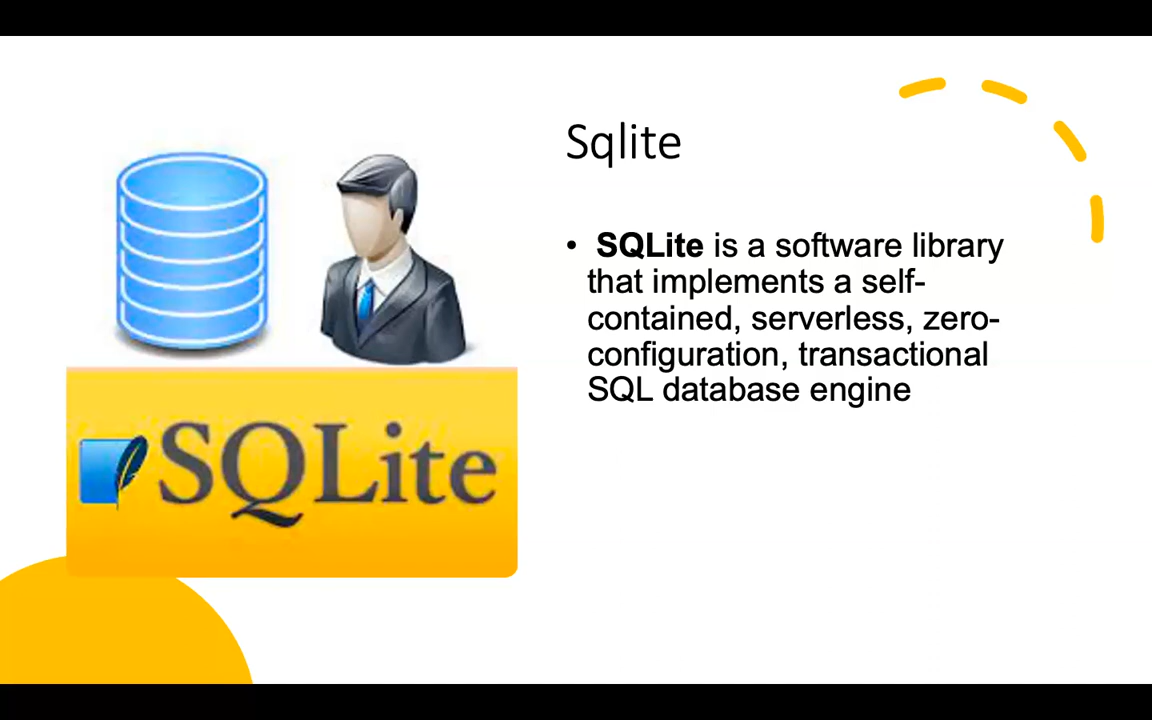 Sqlite
• SQLite is a software library
that implements a self-
contained, serverless, zero-
configuration, transactional
SQL database engine
SQLite